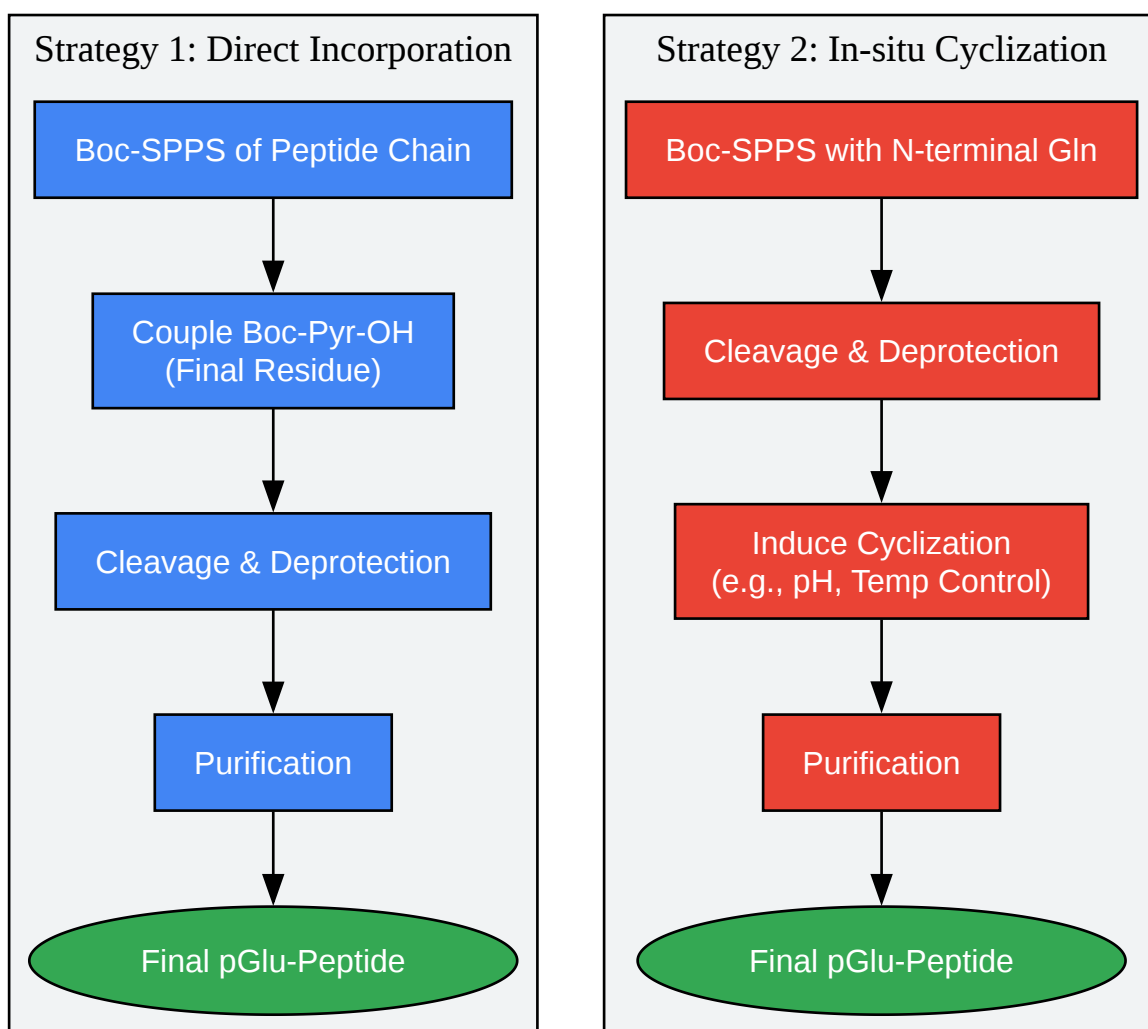 Strategy 1: Direct Incorporation
Boc-SPPS of Peptide Chain
Couple Boc-Pyr-OH
(Final Residue)
Cleavage & Deprotection
Purification
Final pGlu-Peptide
Strategy 2: In-situ Cyclization
Boc-SPPS with N-terminal Gln
Cleavage & Deprotection
Induce Cyclization
(e.g., pH, Temp Control)
Purification
Final pGlu-Peptide